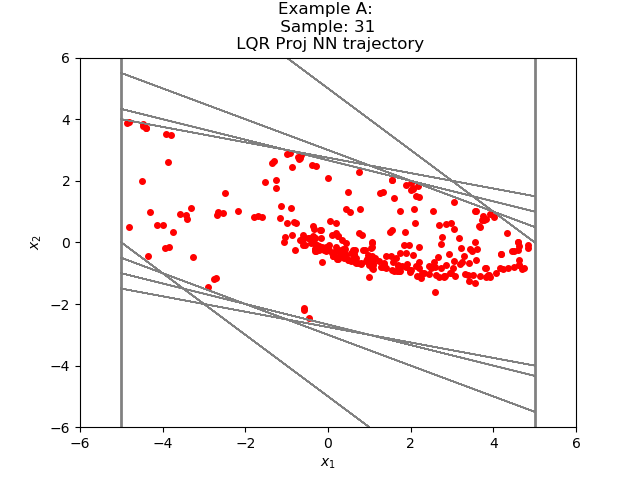 Example A:
Sample: 31
LQR Proj NN trajectory
6
4
2
0
−2
−4
−6
x₂
−6 −4 −2 0 2 4 6
x₁